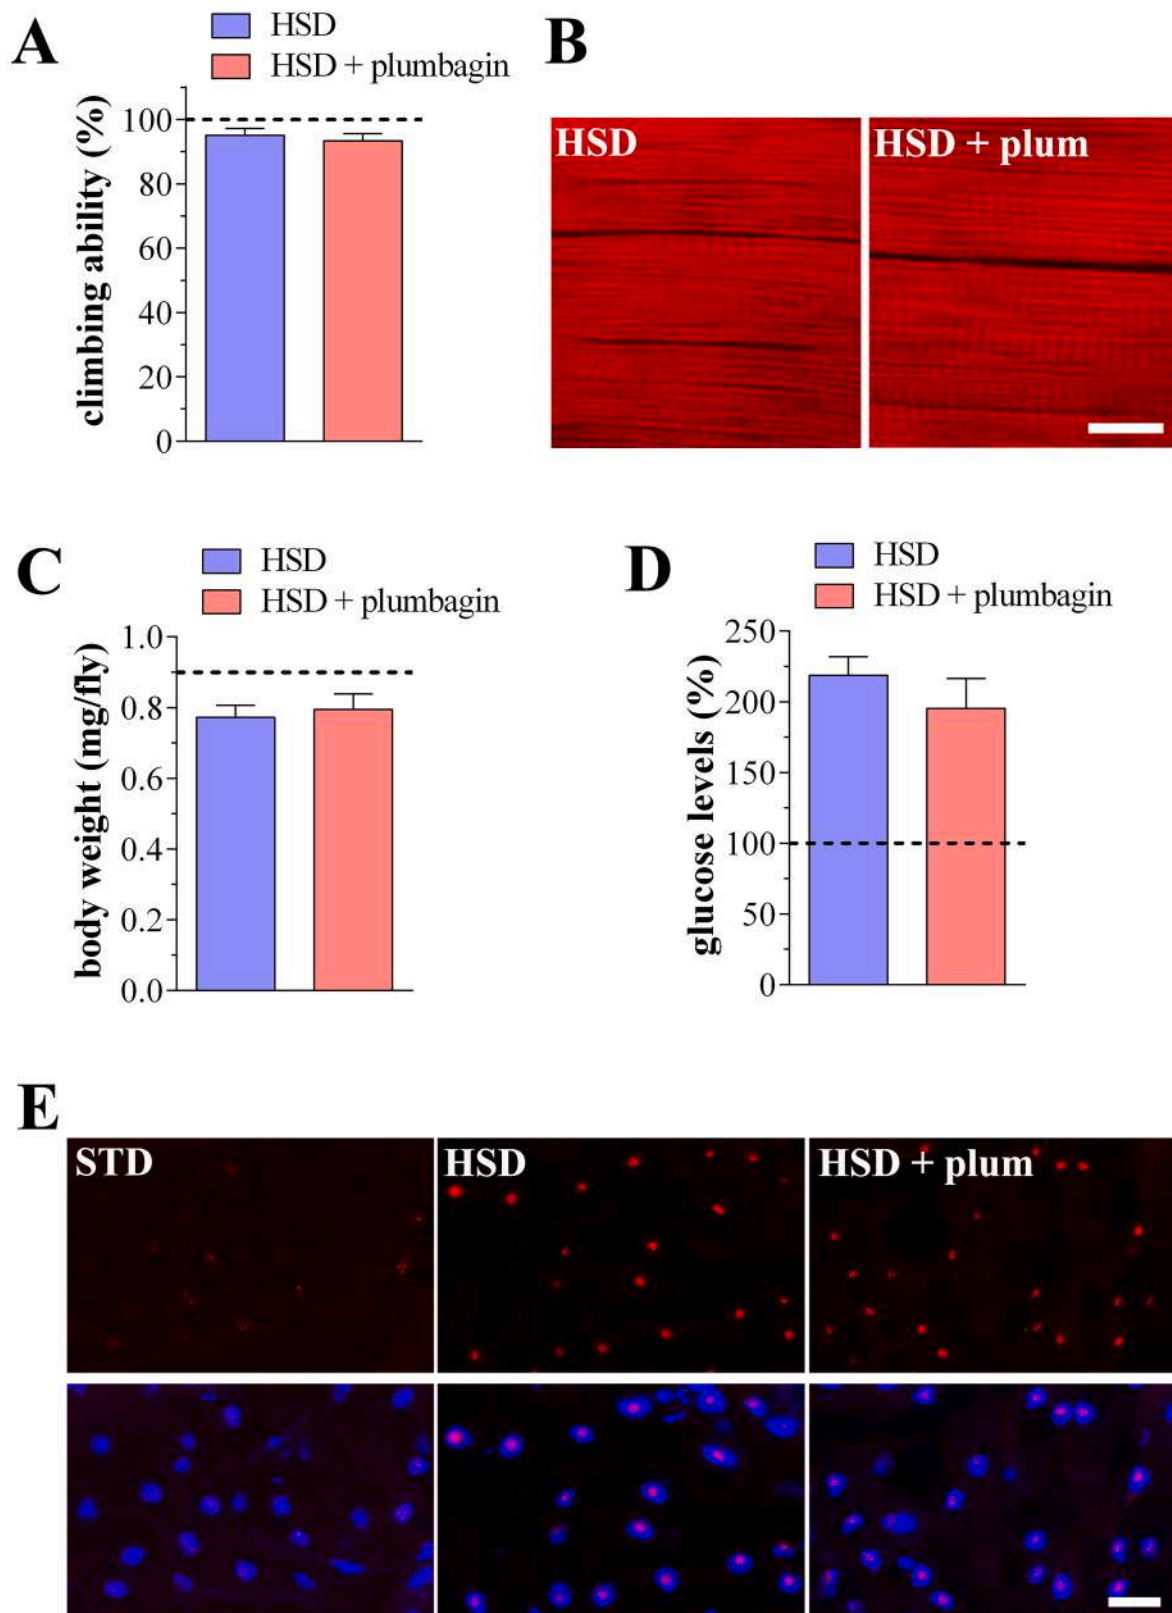 A
HSD
HSD + plumbagin
climbing ability (%)
100
80
60
40
20
0
B
HSD
HSD + plum
C
HSD
HSD + plumbagin
body weight (mg/fly)
1.0
0.8
0.6
0.4
0.2
0.0
D
HSD
HSD + plumbagin
glucose levels (%)
250
200
150
100
50
0
E
STD
HSD
HSD + plum